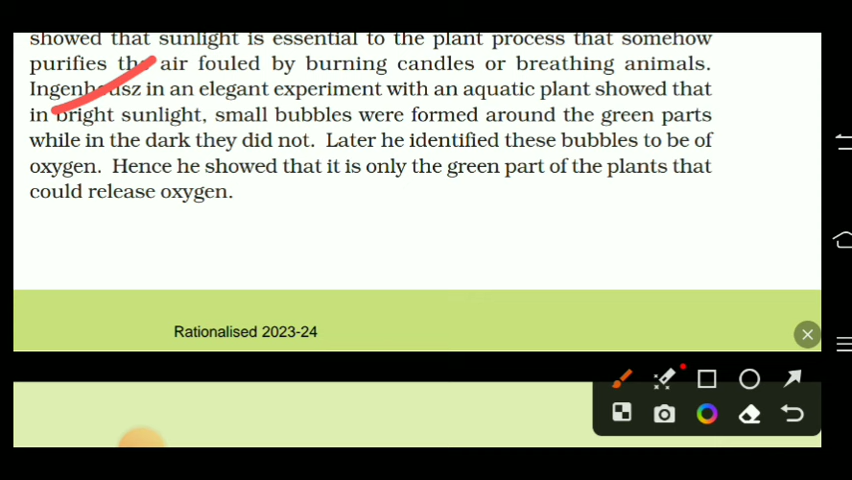 showed that sunlight is essential to the plant process that somehow
purifies the air fouled by burning candles or breathing animals.
Ingenhousz in an elegant experiment with an aquatic plant showed that
in bright sunlight, small bubbles were formed around the green parts
while in the dark they did not. Later he identified these bubbles to be of
oxygen. Hence he showed that it is only the green part of the plants that
could release oxygen.
Rationalised 2023-24